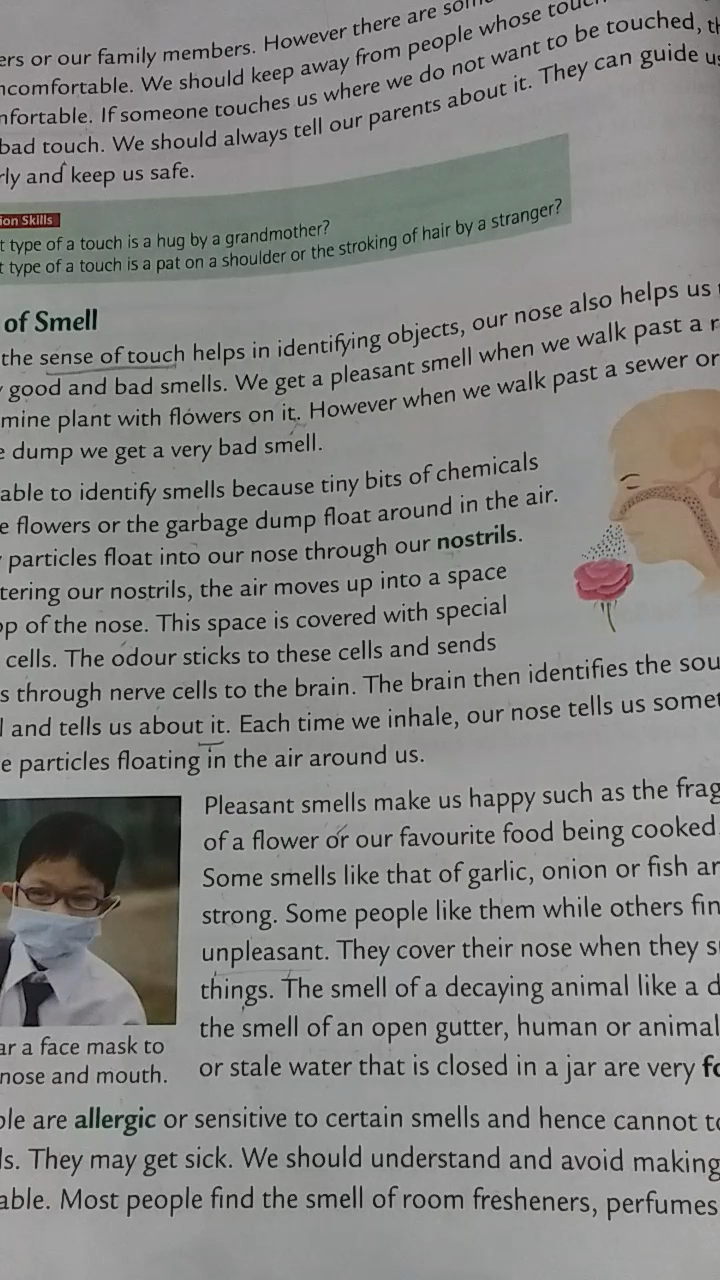 ers or our family members. However there are
ncomfortable. We should keep away from people whose
nfortable. If someone touches us where we do not want to be touched,
bad touch. We should always tell our parents about it. They can guide
rly and keep us safe.
ion Skills
t type of a touch is a hug by a grandmother?
t type of a touch is a pat on a shoulder or the stroking of hair by a stranger?
of Smell
the sense of touch helps in identifying objects, our nose also helps us
good and bad smells. We get a pleasant smell when we walk past a
mine plant with flowers on it. However when we walk past a sewer or
e dump we get a very bad smell.
able to identify smells because tiny bits of chemicals
e flowers or the garbage dump float around in the air.
particles float into our nose through our nostrils.
tering our nostrils, the air moves up into a space
op of the nose. This space is covered with special
cells. The odour sticks to these cells and sends
s through nerve cells to the brain. The brain then identifies the sou
l and tells us about it. Each time we inhale, our nose tells us somet
e particles floating in the air around us.
Pleasant smells make us happy such as the frag
of a flower or our favourite food being cooked.
Some smells like that of garlic, onion or fish ar
strong. Some people like them while others fin
unpleasant. They cover their nose when they s
things. The smell of a decaying animal like a d
the smell of an open gutter, human or animal
or stale water that is closed in a jar are very fo
ar a face mask to
nose and mouth.
ple are allergic or sensitive to certain smells and hence cannot to
ls. They may get sick. We should understand and avoid making
able. Most people find the smell of room fresheners, perfumes